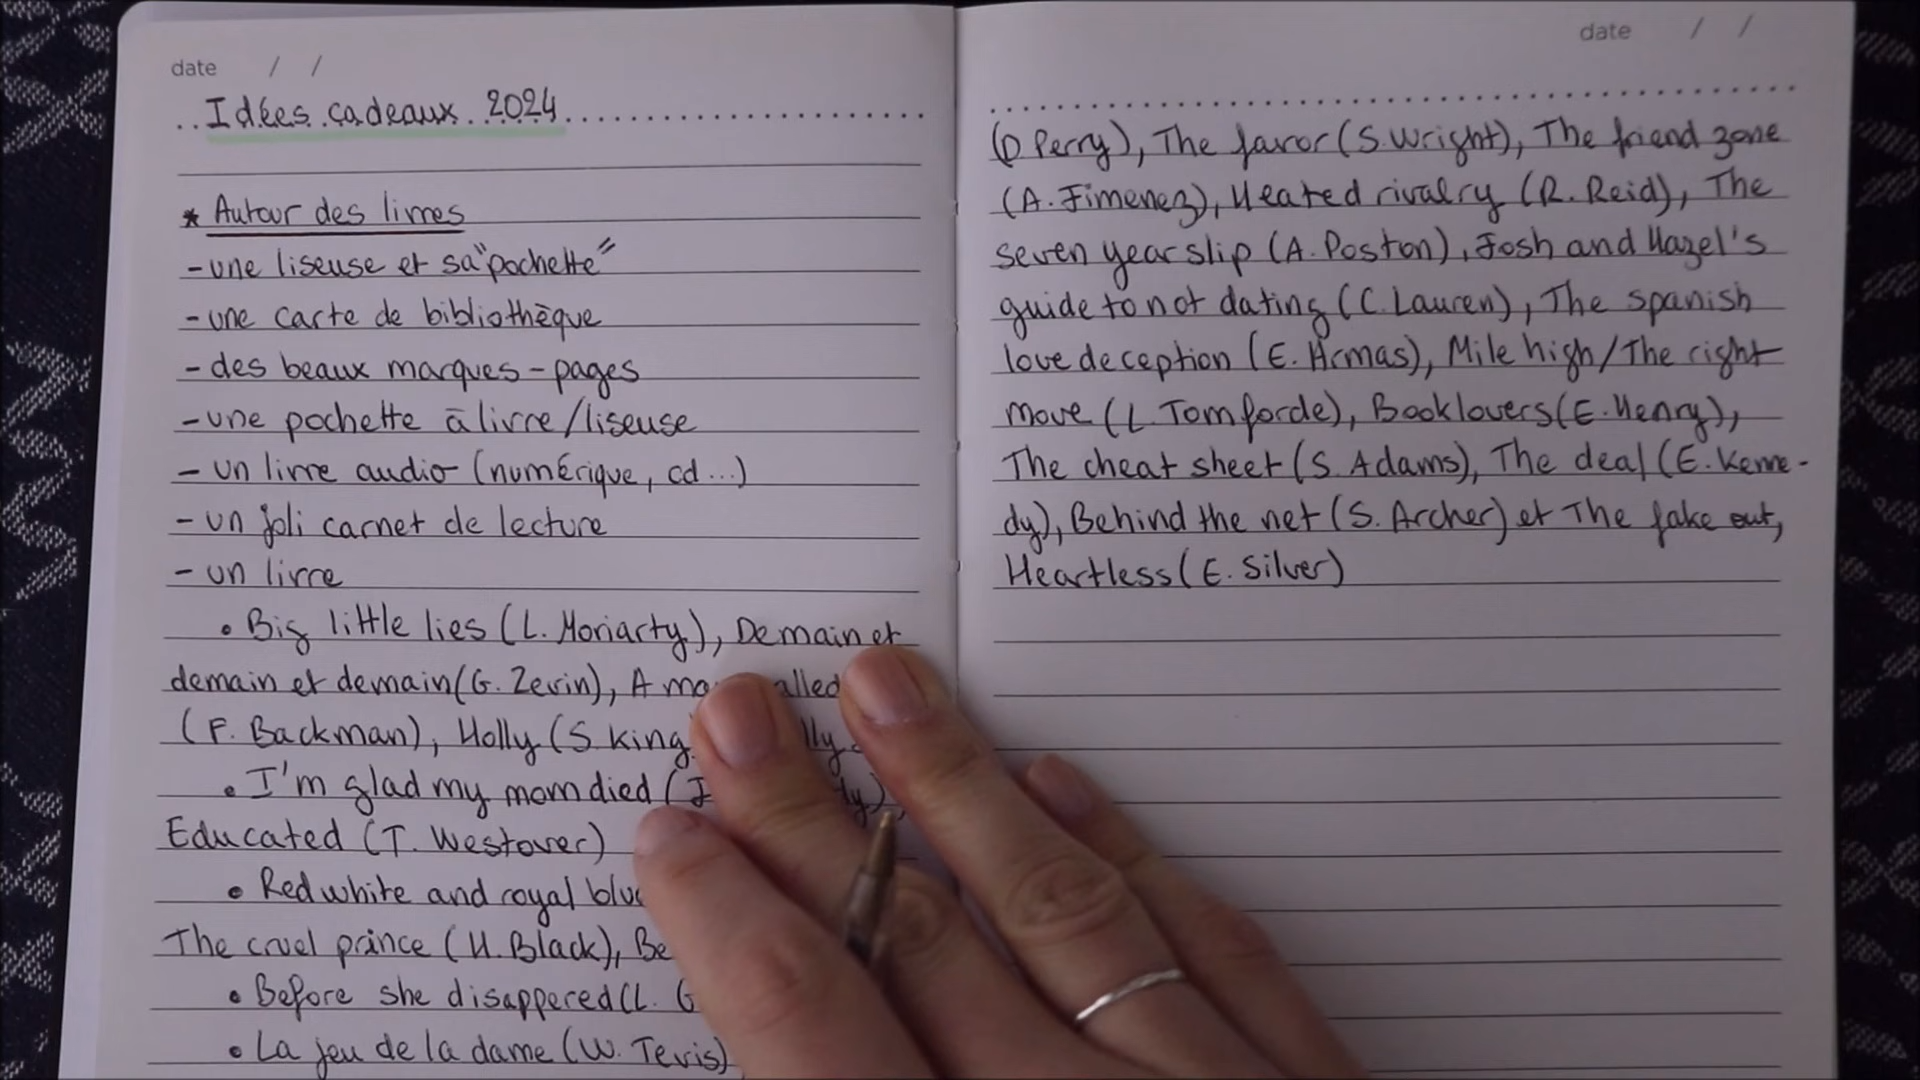 date / /
Idées cadeaux 2024
* Autour des livres
- une liseuse et sa "pochette"
- une carte de bibliothèque
- des beaux marques-pages
- une pochette à livre/liseuse
- un livre audio (numérique, cd...)
- un joli carnet de lecture
- un livre
• Big little lies (L. Moriarty), Demain et
demain et demain (G. Zevin), A
(F. Backman), Holly (S. King
• I'm glad my mom died (J
Educated (T. Westover)
• Red white and royal
The cruel prince (H. Black), Be
• Before she disappered (L. G
• La jeu de la dame (W. Tevis)
date / /
(D Perry), The favor (S. Wright), The friend zone
(A. Jimenez), Heated rivalry (R. Reid), The
seven year slip (A. Poston), Josh and Hazel's
guide to not dating (C. Lauren), The spanish
love deception (E. Armas), Mile high/The right
move (L. Tomforde), Booklovers (E. Henry),
The cheat sheet (S. Adams), The deal (E. Kenne-
dy), Behind the net (S. Archer) et The fake out,
Heartless (E. Silver)